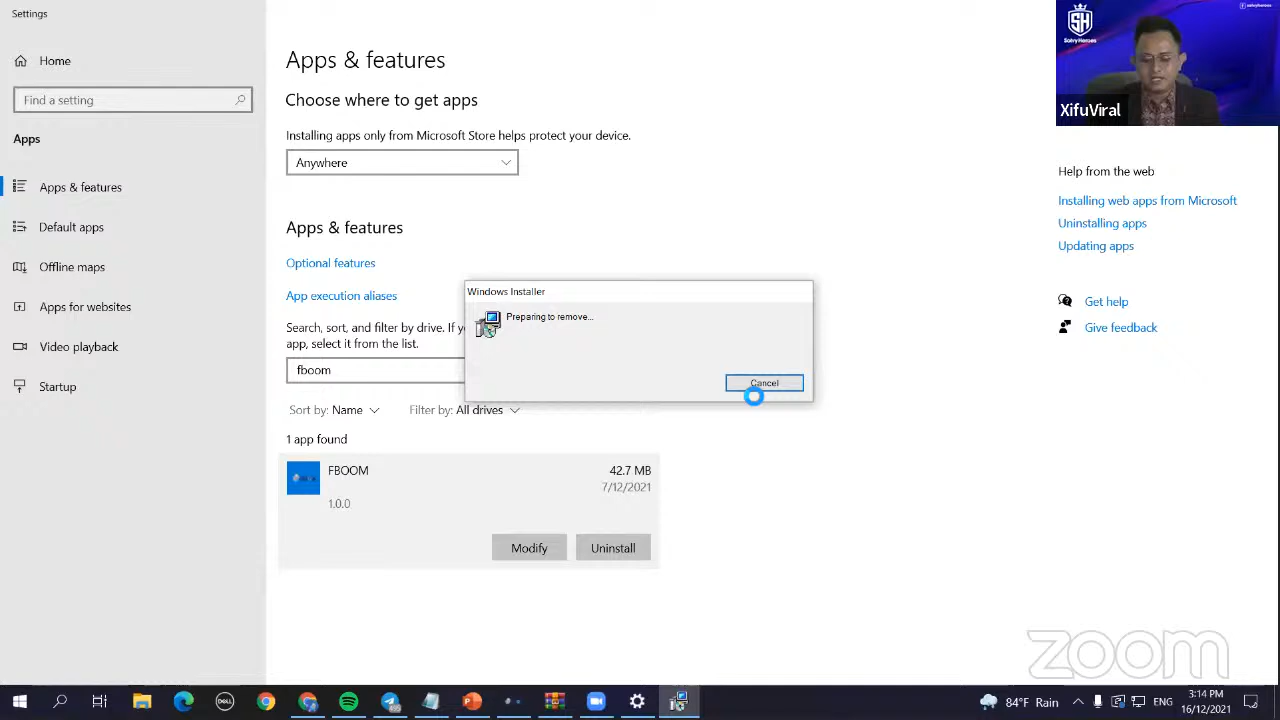 Settings
Home
Find a setting
Apps
Apps & features
Default apps
Offline maps
Apps for websites
Video playback
Startup
Apps & features
Choose where to get apps
Installing apps only from Microsoft Store helps protect your device.
Anywhere
Apps & features
Optional features
App execution aliases
Search, sort, and filter by drive. If yo
app, select it from the list.
fboom
Sort by: Name
Filter by: All drives
1 app found
FBOOM
42.7 MB
7/12/2021
1.0.0
Modify
Uninstall
Windows Installer
Preparing to remove...
Cancel
SH
XifuViral
Help from the web
Installing web apps from Microsoft
Uninstalling apps
Updating apps
Get help
Give feedback
zoom
DELL
84°F Rain
ENG
3:14 PM
16/12/2021